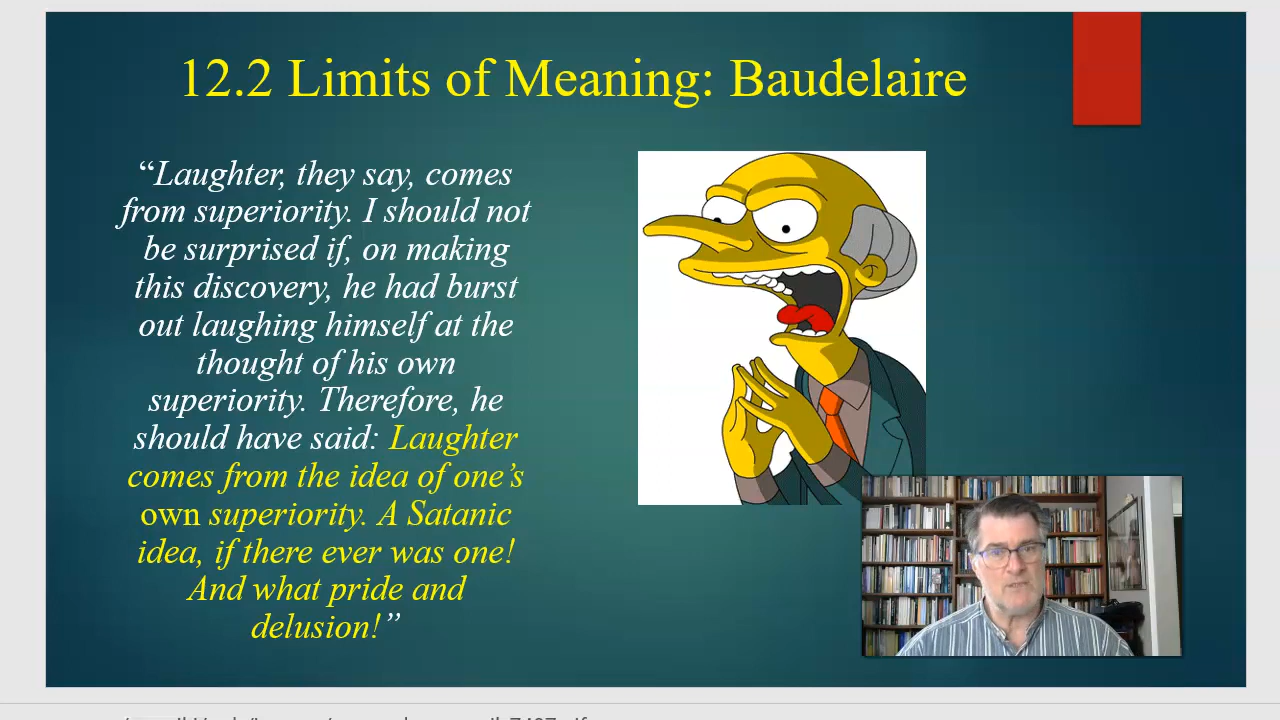 12.2 Limits of Meaning: Baudelaire
“Laughter, they say, comes
from superiority. I should not
be surprised if, on making
this discovery, he had burst
out laughing himself at the
thought of his own
superiority. Therefore, he
should have said: Laughter
comes from the idea of one’s
own superiority. A Satanic
idea, if there ever was one!
And what pride and
delusion!”